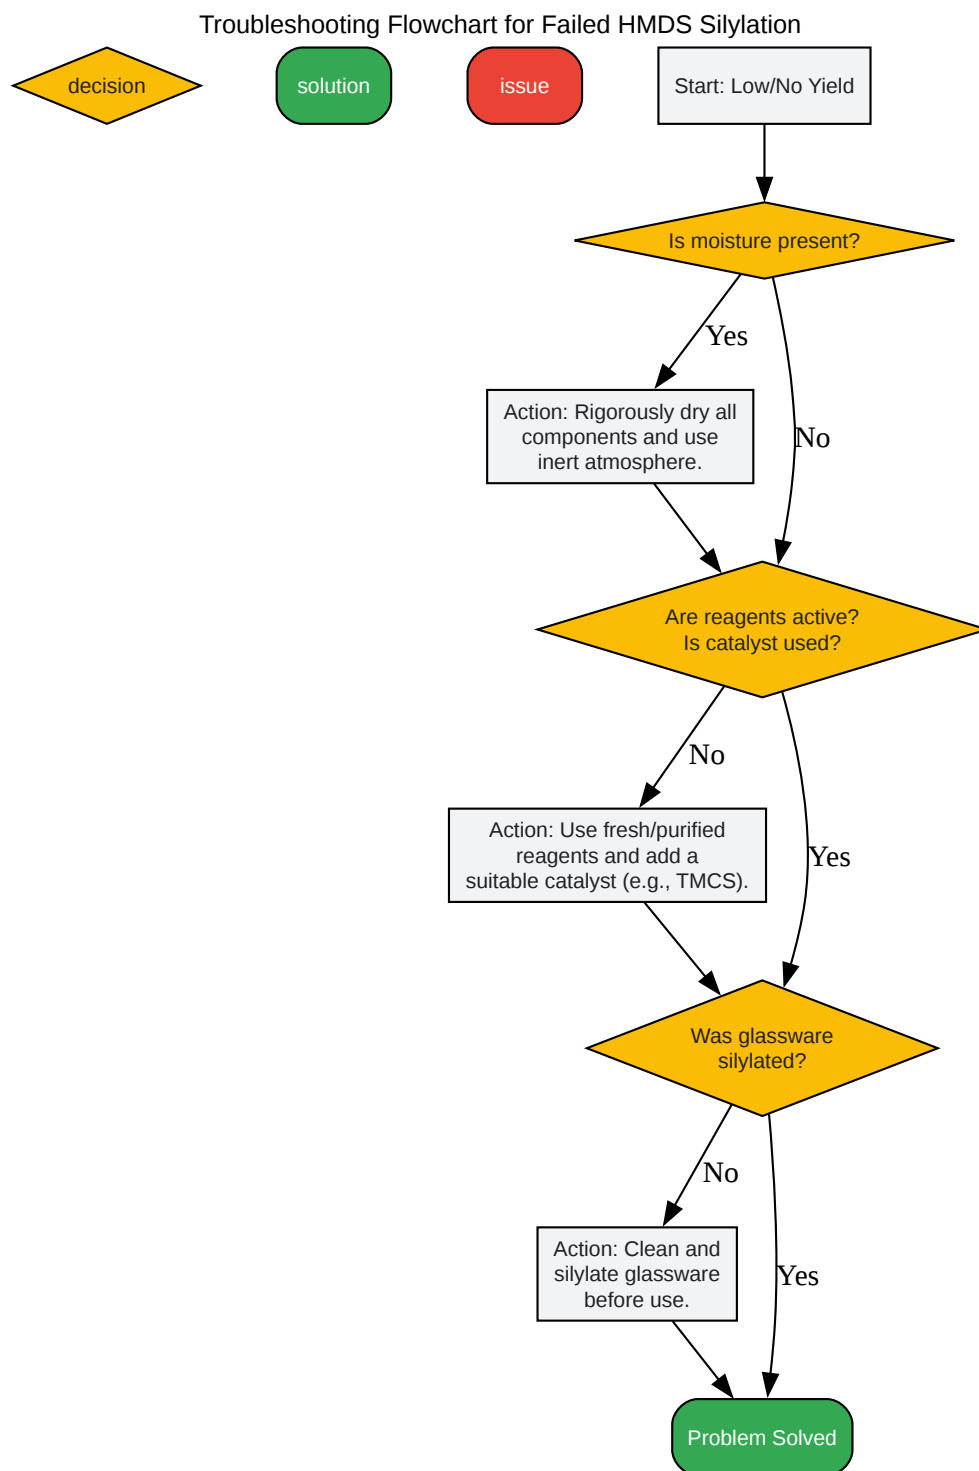 Troubleshooting Flowchart for Failed HMDS Silylation
decision
solution
issue
Start: Low/No Yield
Is moisture present?
Yes
Action: Rigorously dry all
components and use
inert atmosphere.
No
Are reagents active?
Is catalyst used?
No
Action: Use fresh/purified
reagents and add a
suitable catalyst (e.g., TMCS).
Yes
Was glassware
silylated?
No
Action: Clean and
silylate glassware
before use.
Yes
Problem Solved